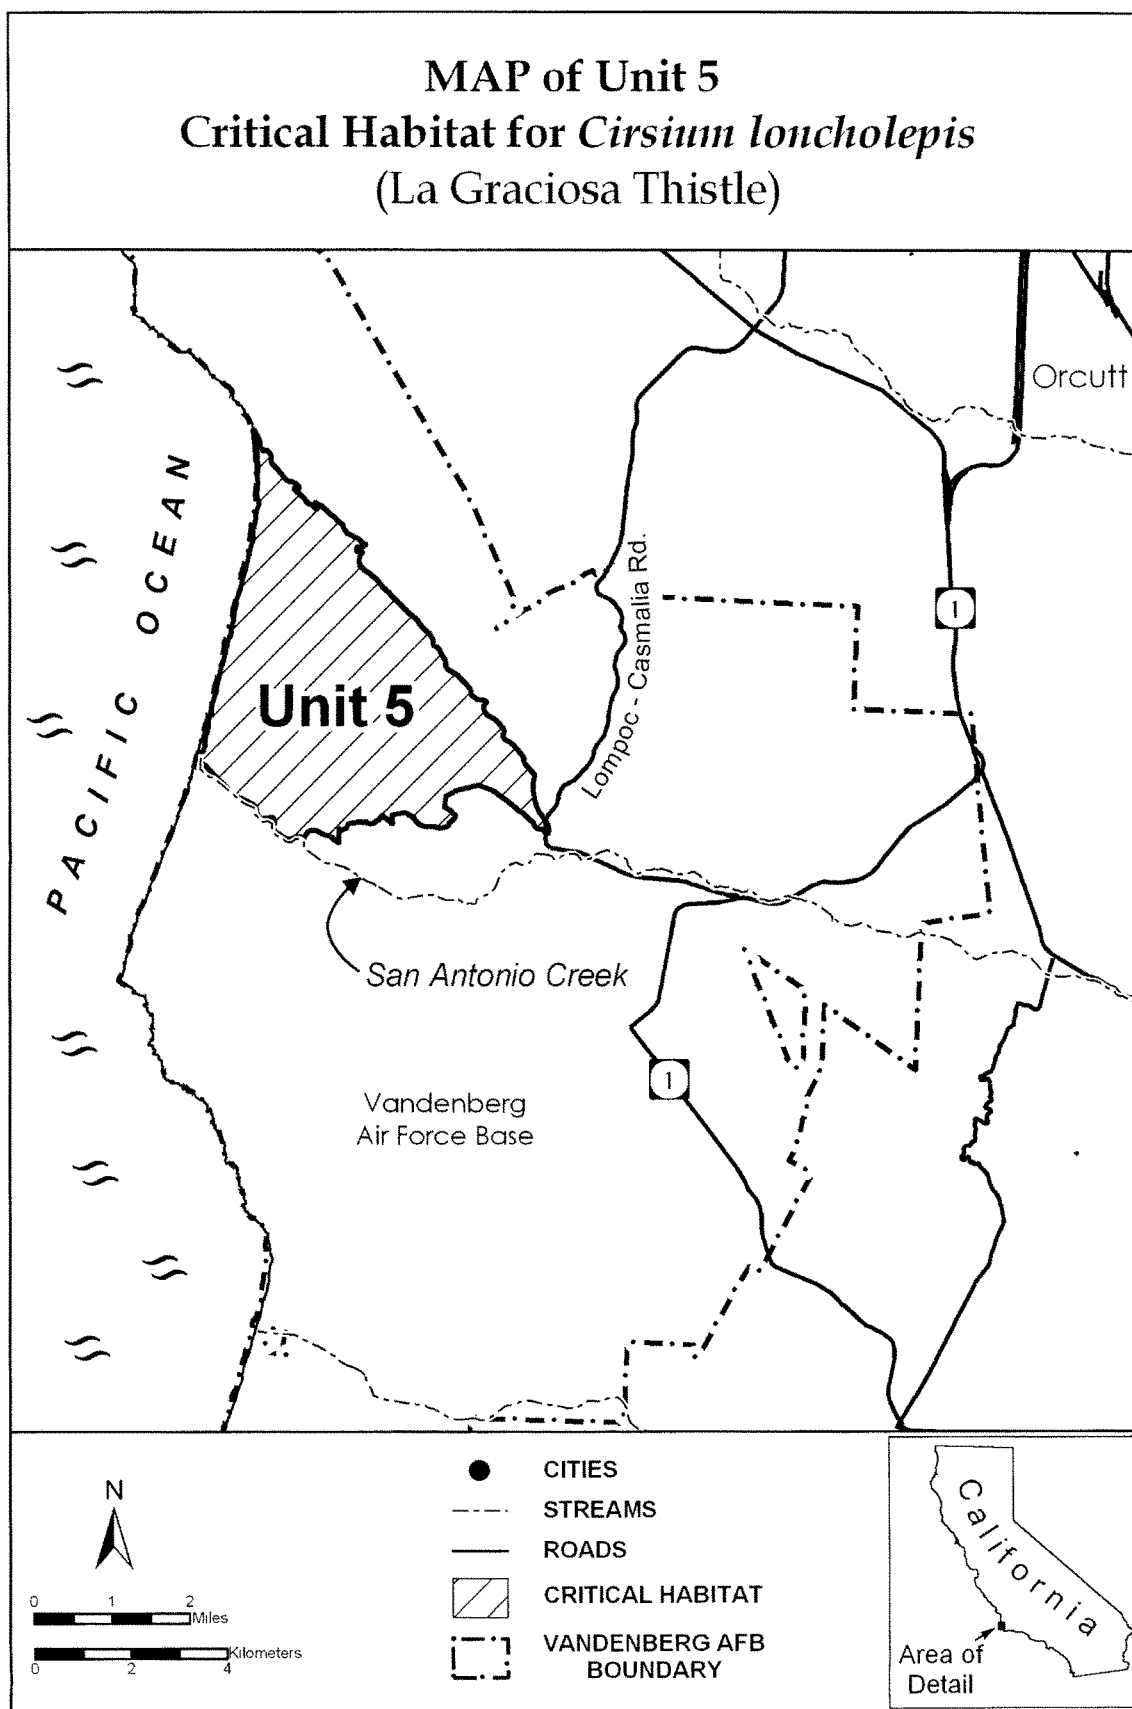 MAP of Unit 5
Critical Habitat for Cirsium loncholepis
(La Graciosa Thistle)
Orcutt
PACIFIC OCEAN
Lompoc - Casmalia Rd.
1
Unit 5
San Antonio Creek
1
Vandenberg
Air Force Base
N
0 1 2
Miles
Kilometers
0 2 4
CITIES
STREAMS
ROADS
CRITICAL HABITAT
VANDENBERG AFB
BOUNDARY
California
Area of
Detail